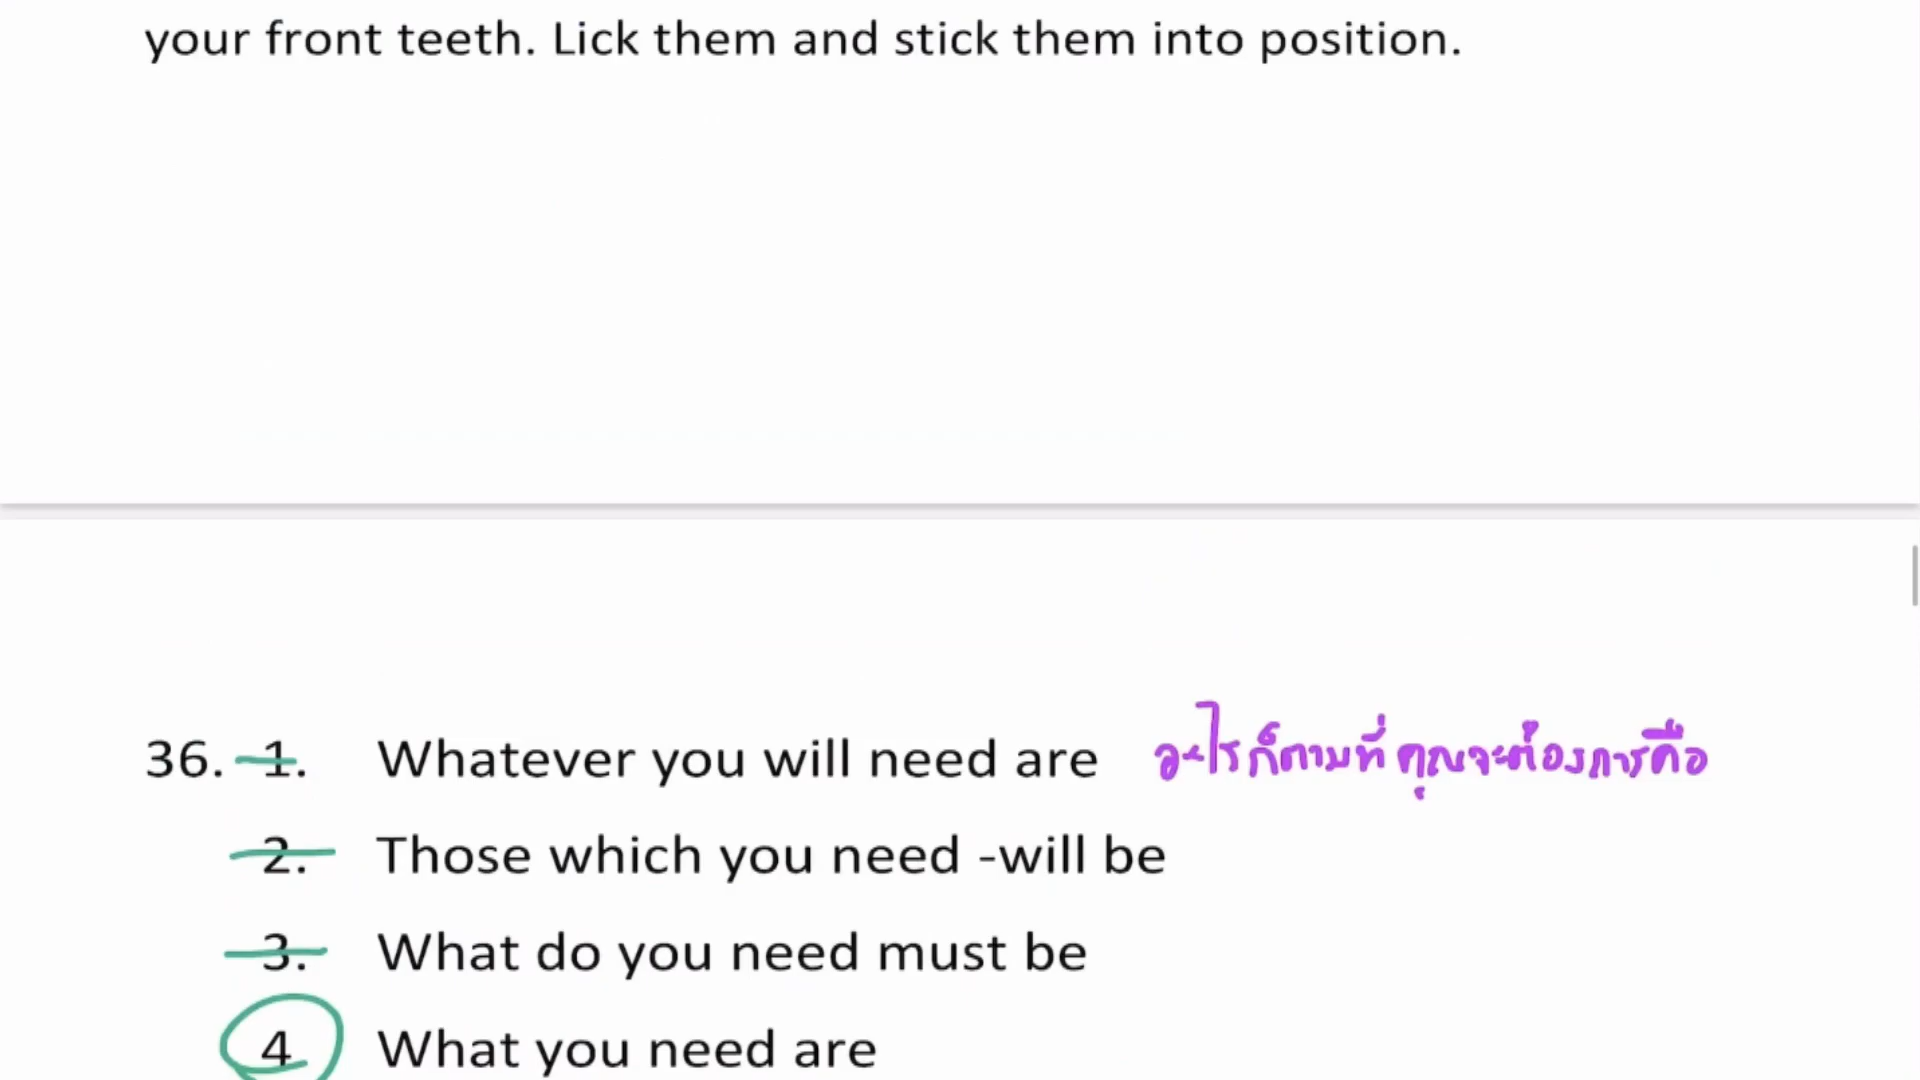 your front teeth. Lick them and stick them into position.
36. 1. Whatever you will need are อะไรก็ตามที่คุณจะต้องการคือ
2. Those which you need -will be
3. What do you need must be
4 What you need are